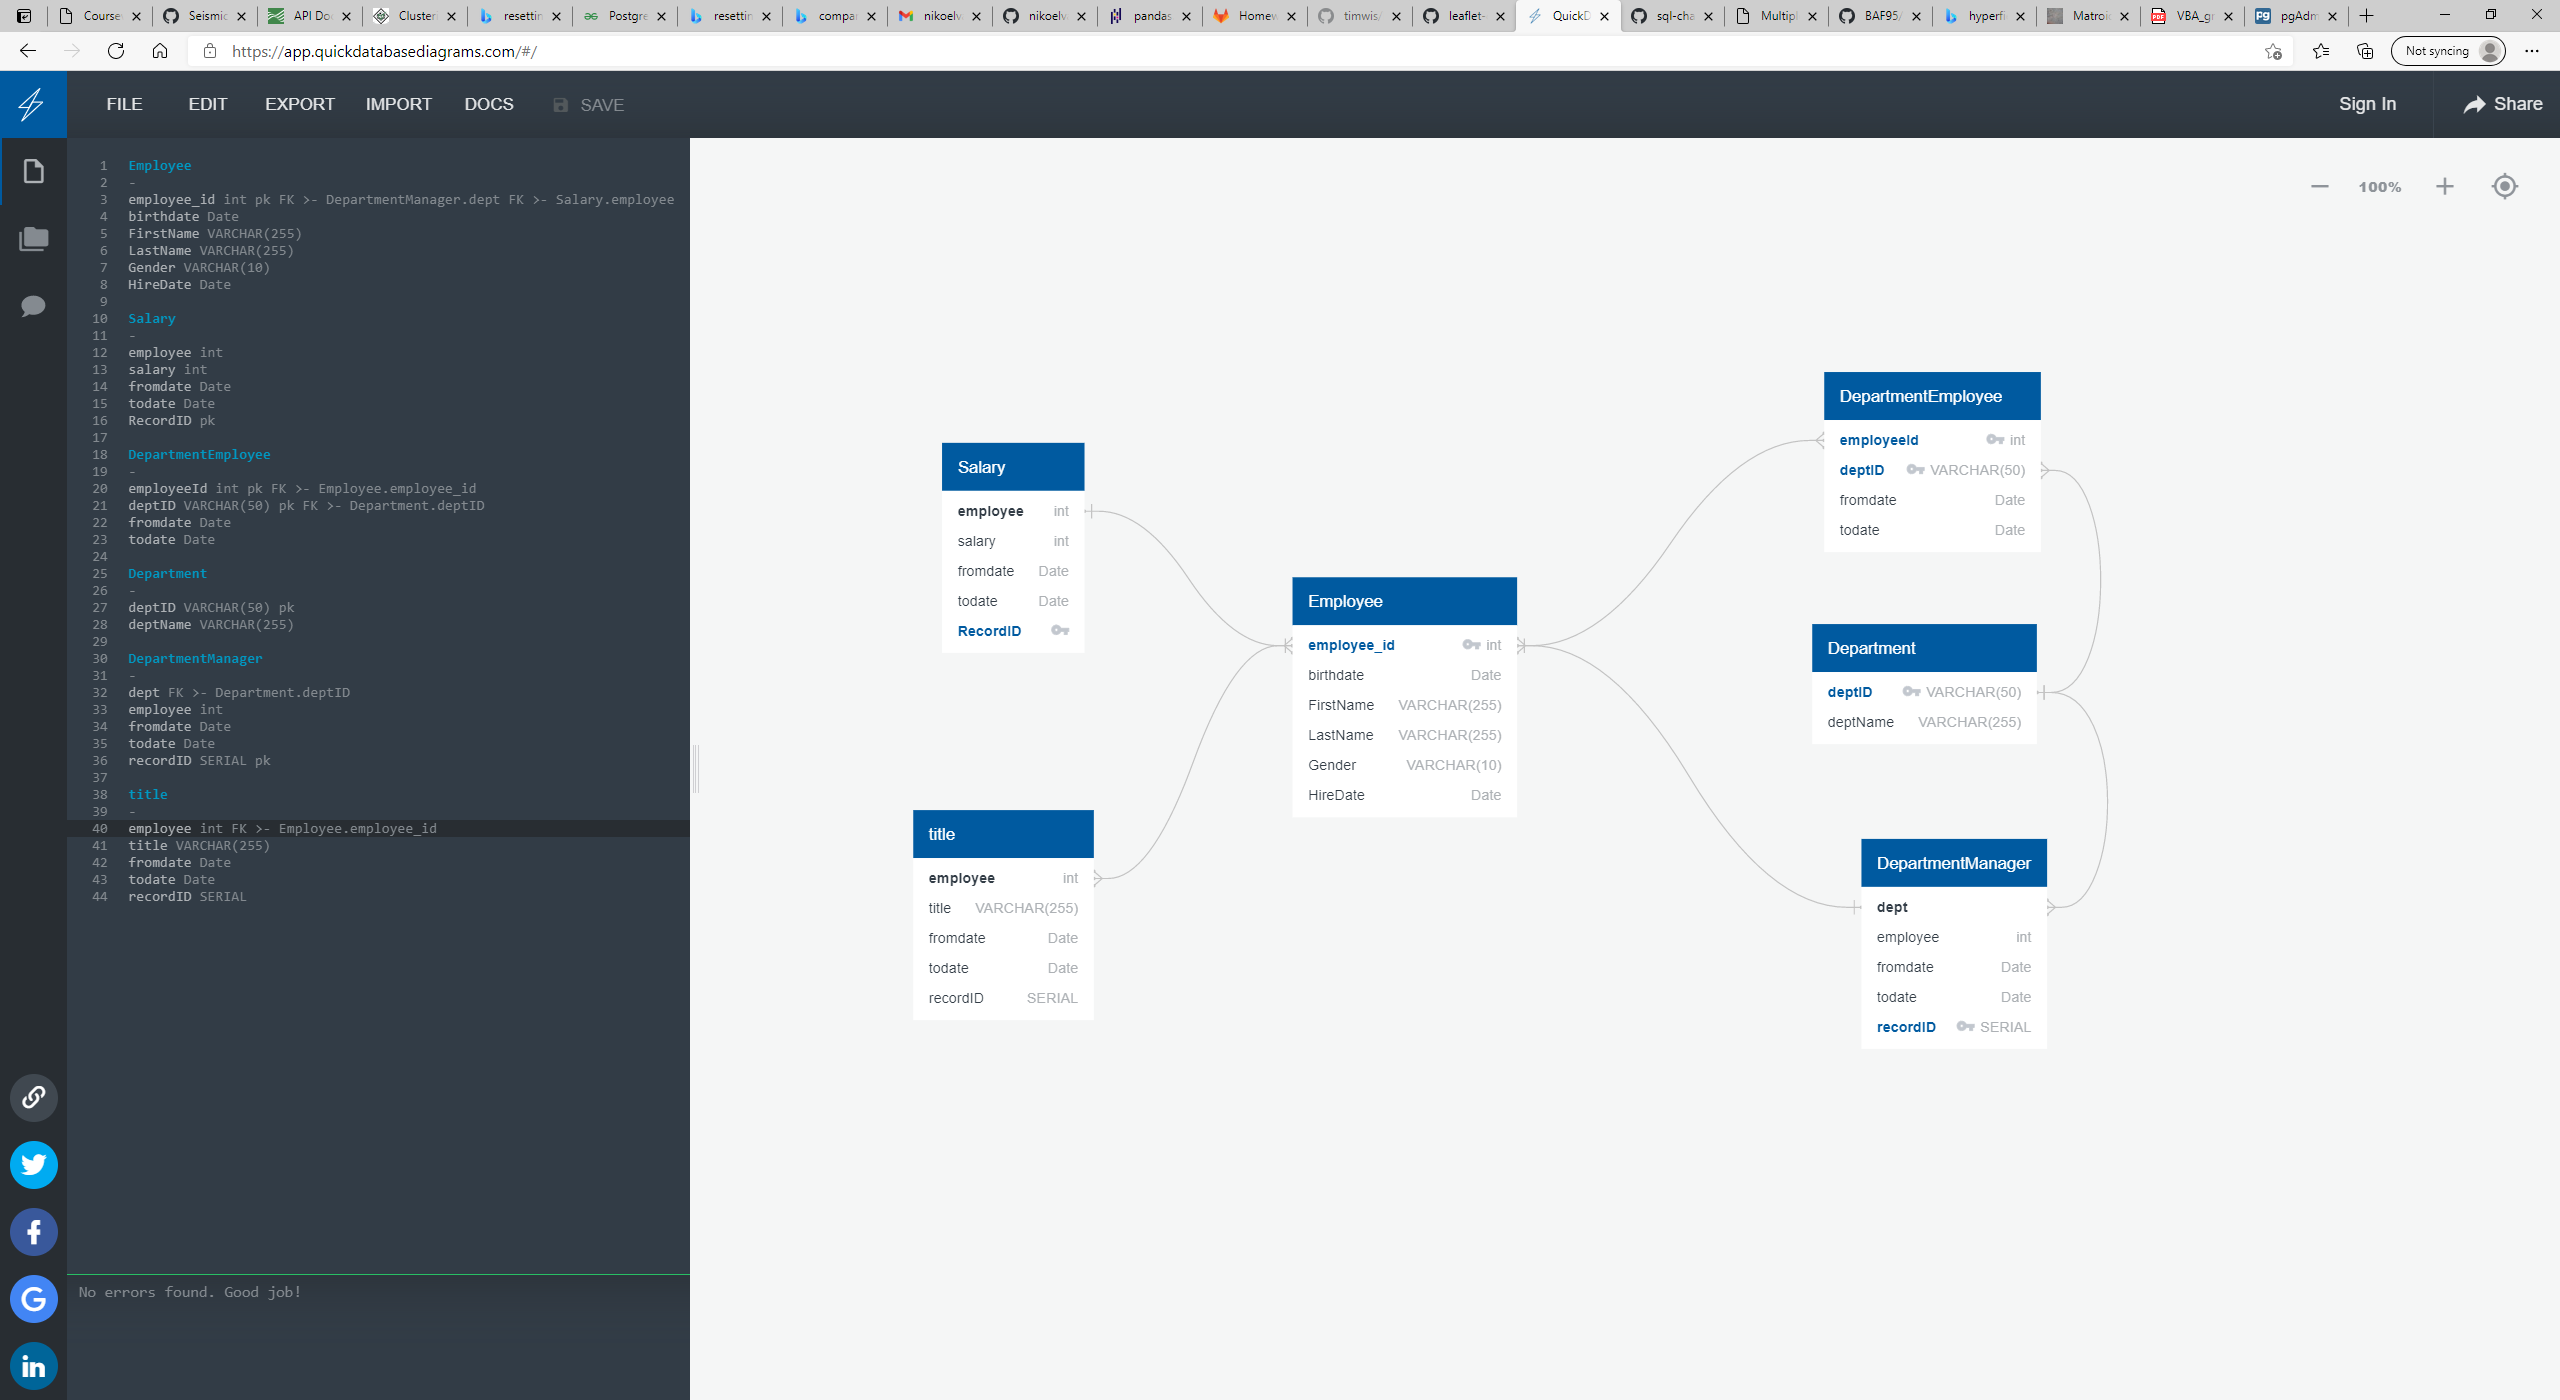 Course
Seismic
API Doc
Clusteri
resettin
Postgre
resettin
compar
nikoelv
nikoelv
pandas
Homew
timwis/
leaflet-
QuickD
sql-cha
Multipl
BAF95/
hyperfi
Matroi
VBA_gr
pgAdm
https://app.quickdatabasediagrams.com/#/
Not syncing
FILE EDIT EXPORT IMPORT DOCS SAVE
Sign In Share
1 Employee
2 -
3 employee_id int pk FK >- DepartmentManager.dept FK >- Salary.employee
4 birthdate Date
5 FirstName VARCHAR(255)
6 LastName VARCHAR(255)
7 Gender VARCHAR(10)
8 HireDate Date
9
10 Salary
11 -
12 employee int
13 salary int
14 fromdate Date
15 todate Date
16 RecordID pk
17
18 DepartmentEmployee
19 -
20 employeeId int pk FK >- Employee.employee_id
21 deptID VARCHAR(50) pk FK >- Department.deptID
22 fromdate Date
23 todate Date
24
25 Department
26 -
27 deptID VARCHAR(50) pk
28 deptName VARCHAR(255)
29
30 DepartmentManager
31 -
32 dept FK >- Department.deptID
33 employee int
34 fromdate Date
35 todate Date
36 recordID SERIAL pk
37
38 title
39 -
40 employee int FK >- Employee.employee_id
41 title VARCHAR(255)
42 fromdate Date
43 todate Date
44 recordID SERIAL
No errors found. Good job!
100%
Salary
employee int
salary int
fromdate Date
todate Date
RecordID
title
employee int
title VARCHAR(255)
fromdate Date
todate Date
recordID SERIAL
Employee
employee_id int
birthdate Date
FirstName VARCHAR(255)
LastName VARCHAR(255)
Gender VARCHAR(10)
HireDate Date
DepartmentEmployee
employeeId int
deptID VARCHAR(50)
fromdate Date
todate Date
Department
deptID VARCHAR(50)
deptName VARCHAR(255)
DepartmentManager
dept
employee int
fromdate Date
todate Date
recordID SERIAL